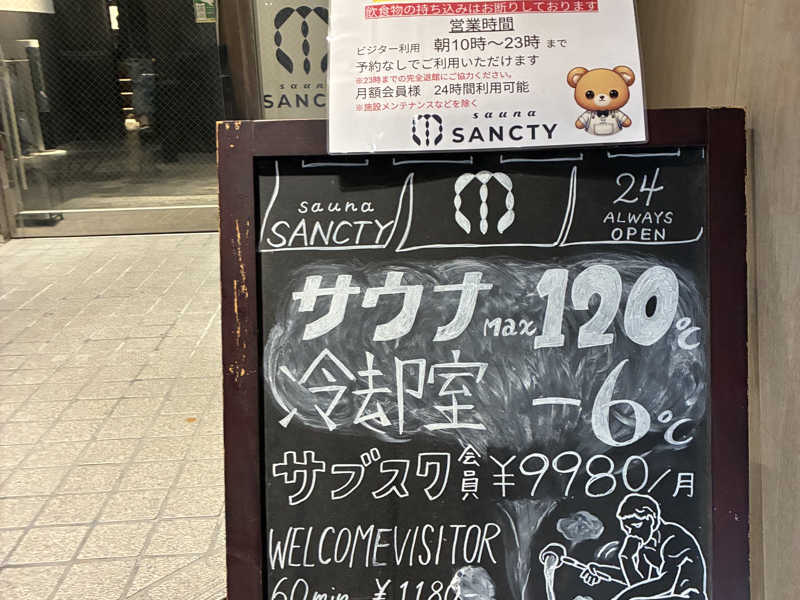 sauna
SANCTY
飲食物の持ち込みはお断りしております
営業時間
ビジター利用 朝10時~23時 まで
予約なしでご利用いただけます
※23時までの完全退館にご協力ください。
月額会員様 24時間利用可能
※施設メンテナンスなどを除く
sauna
SANCTY
sauna
SANCTY
24
ALWAYS
OPEN
サウナ Max 120℃
冷却室 -6℃
サブスク会員 ¥9980/月
WELCOME VISITOR
60min ¥1180-